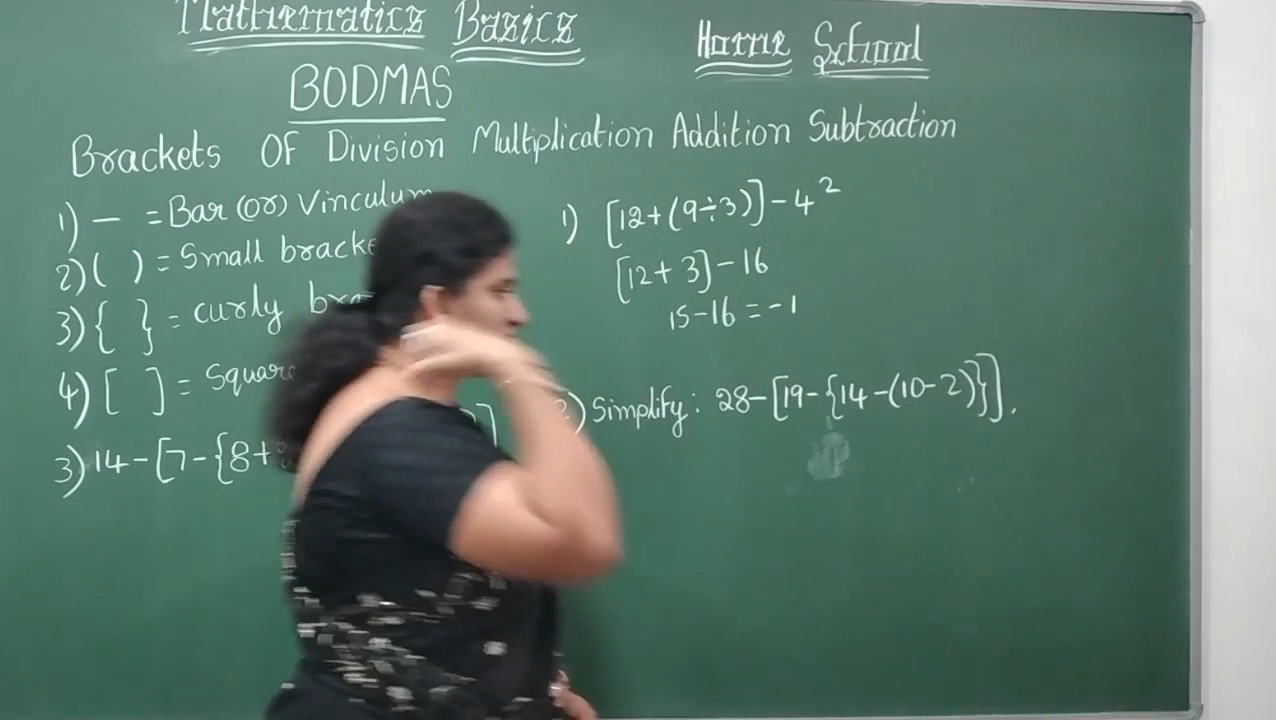 Mathematics Basics
Home School
BODMAS
Brackets Of Division Multiplication Addition Subtraction
1) — = Bar (or) Vinculum
2) ( ) = Small
3) { } = curly
4) [ ] =
3) 14-[7-{8+
1) [12+(9÷3)]-4²
[12+3]-16
15-16=-1
Simplify: 28-[19-{14-(10-2)}].